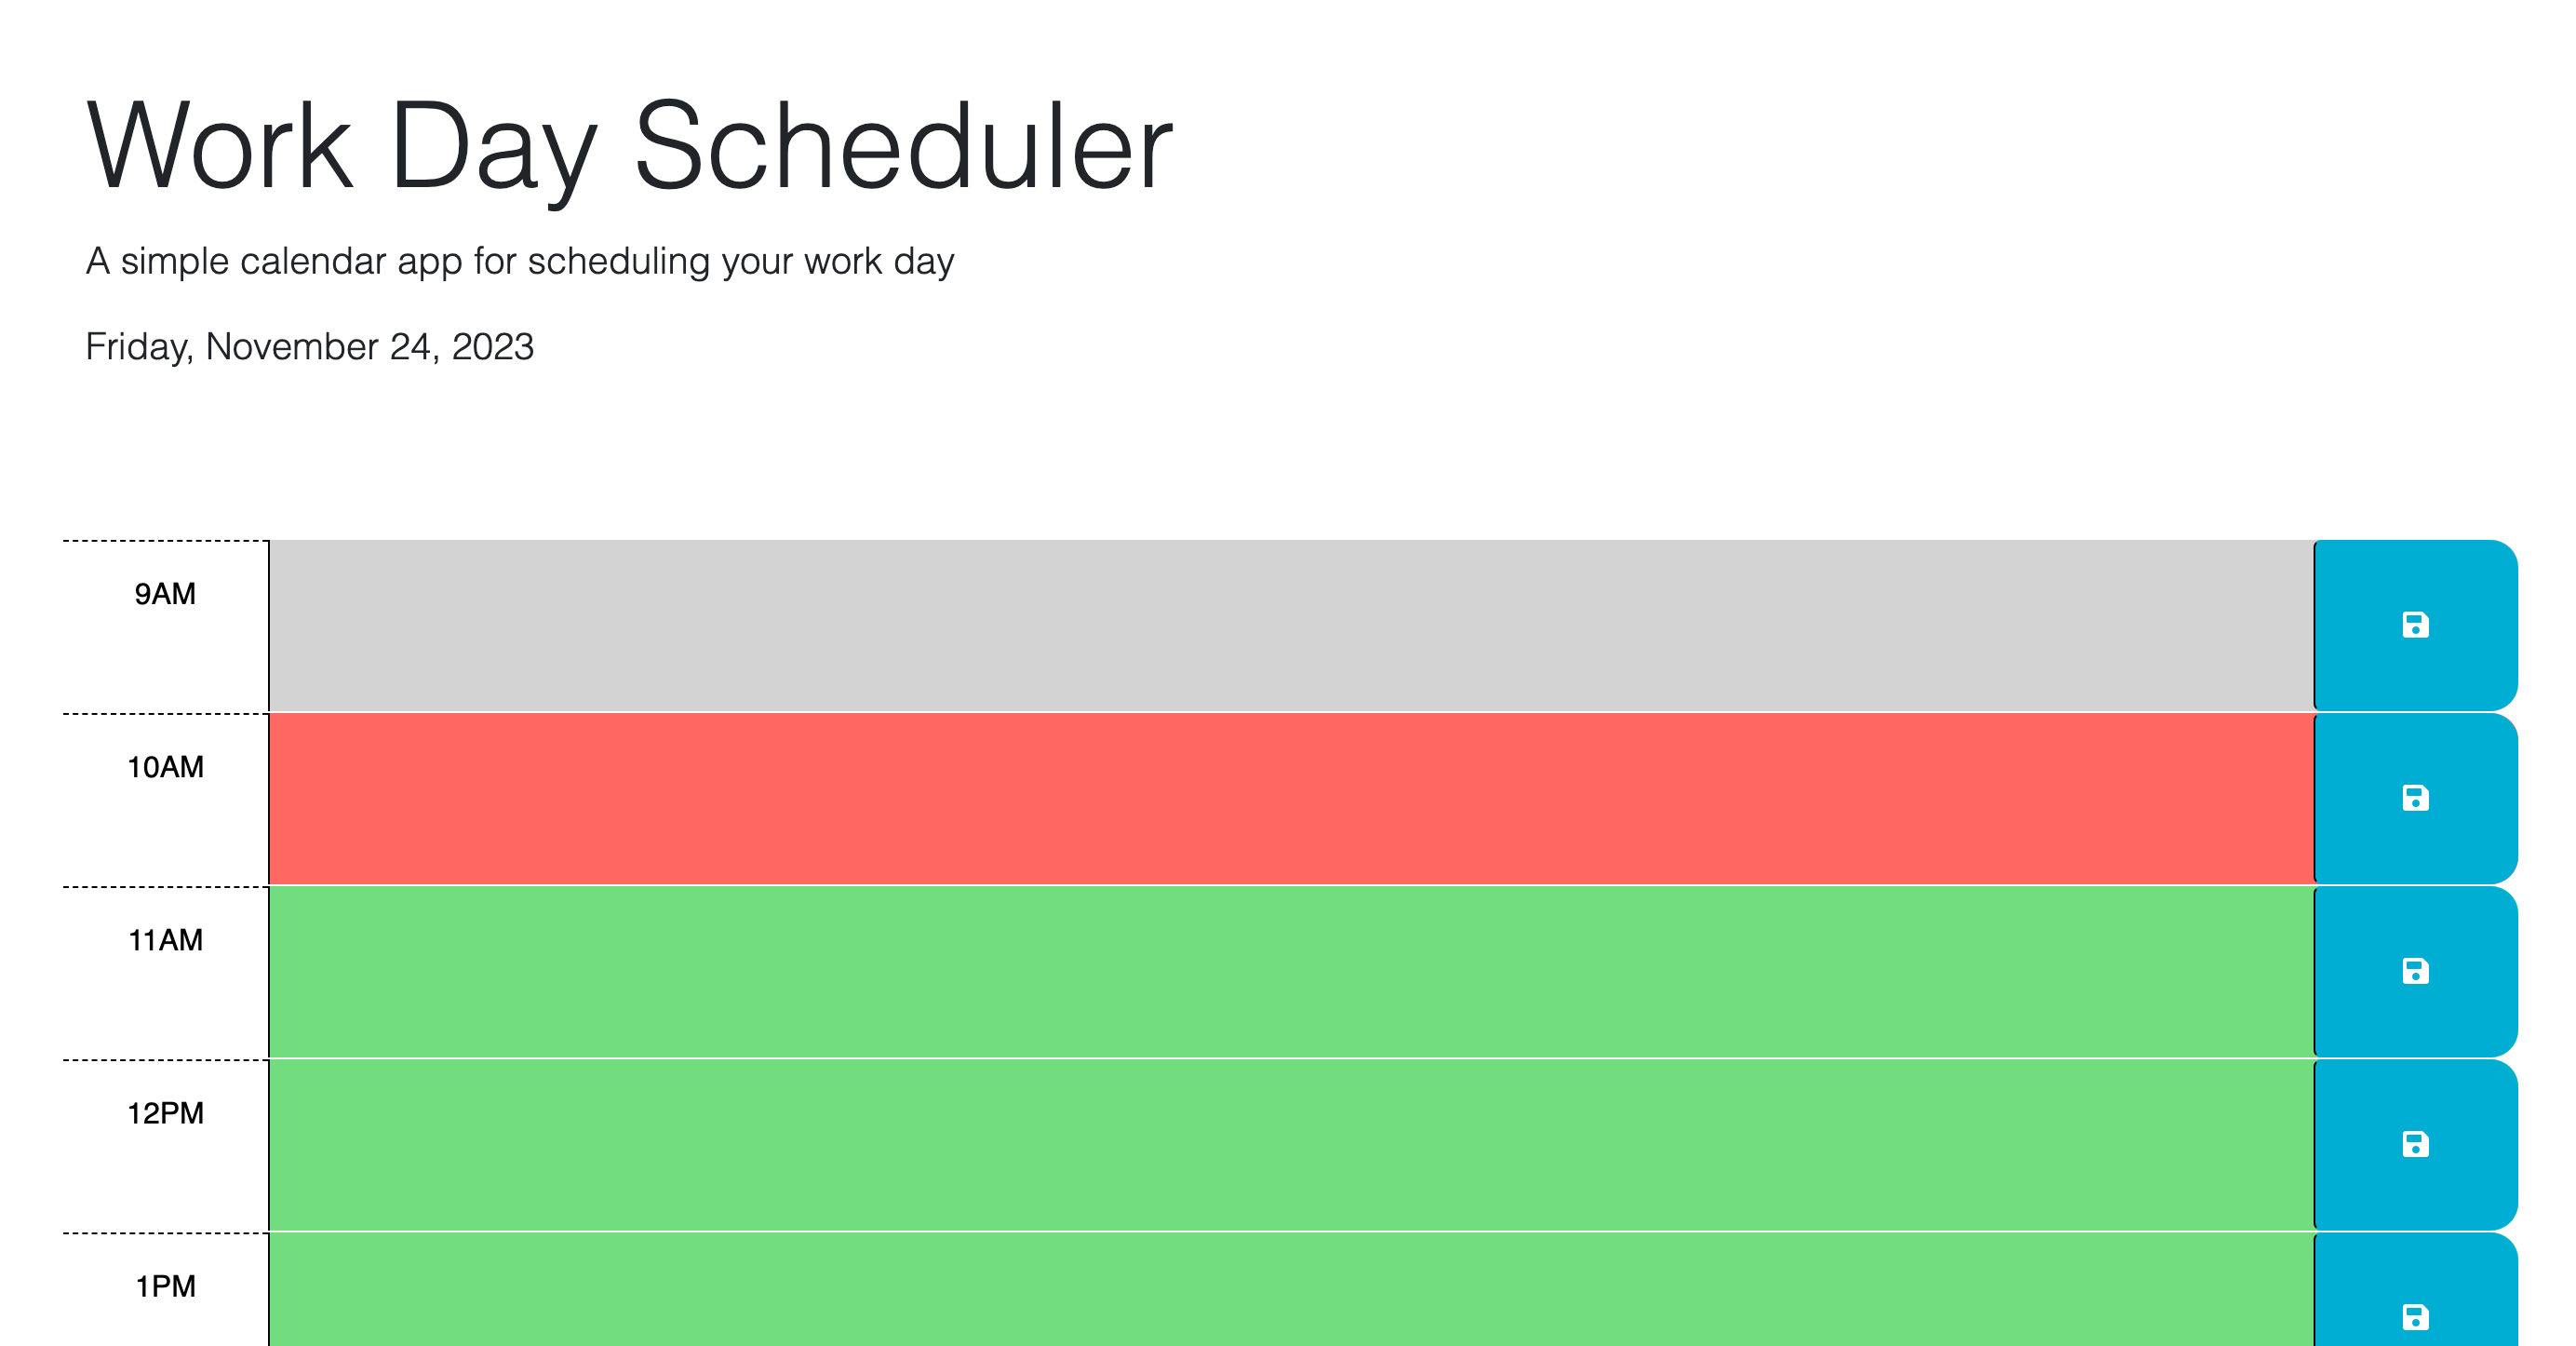 Work Day Scheduler
A simple calendar app for scheduling your work day
Friday, November 24, 2023
9AM
10AM
11AM
12PM
1PM